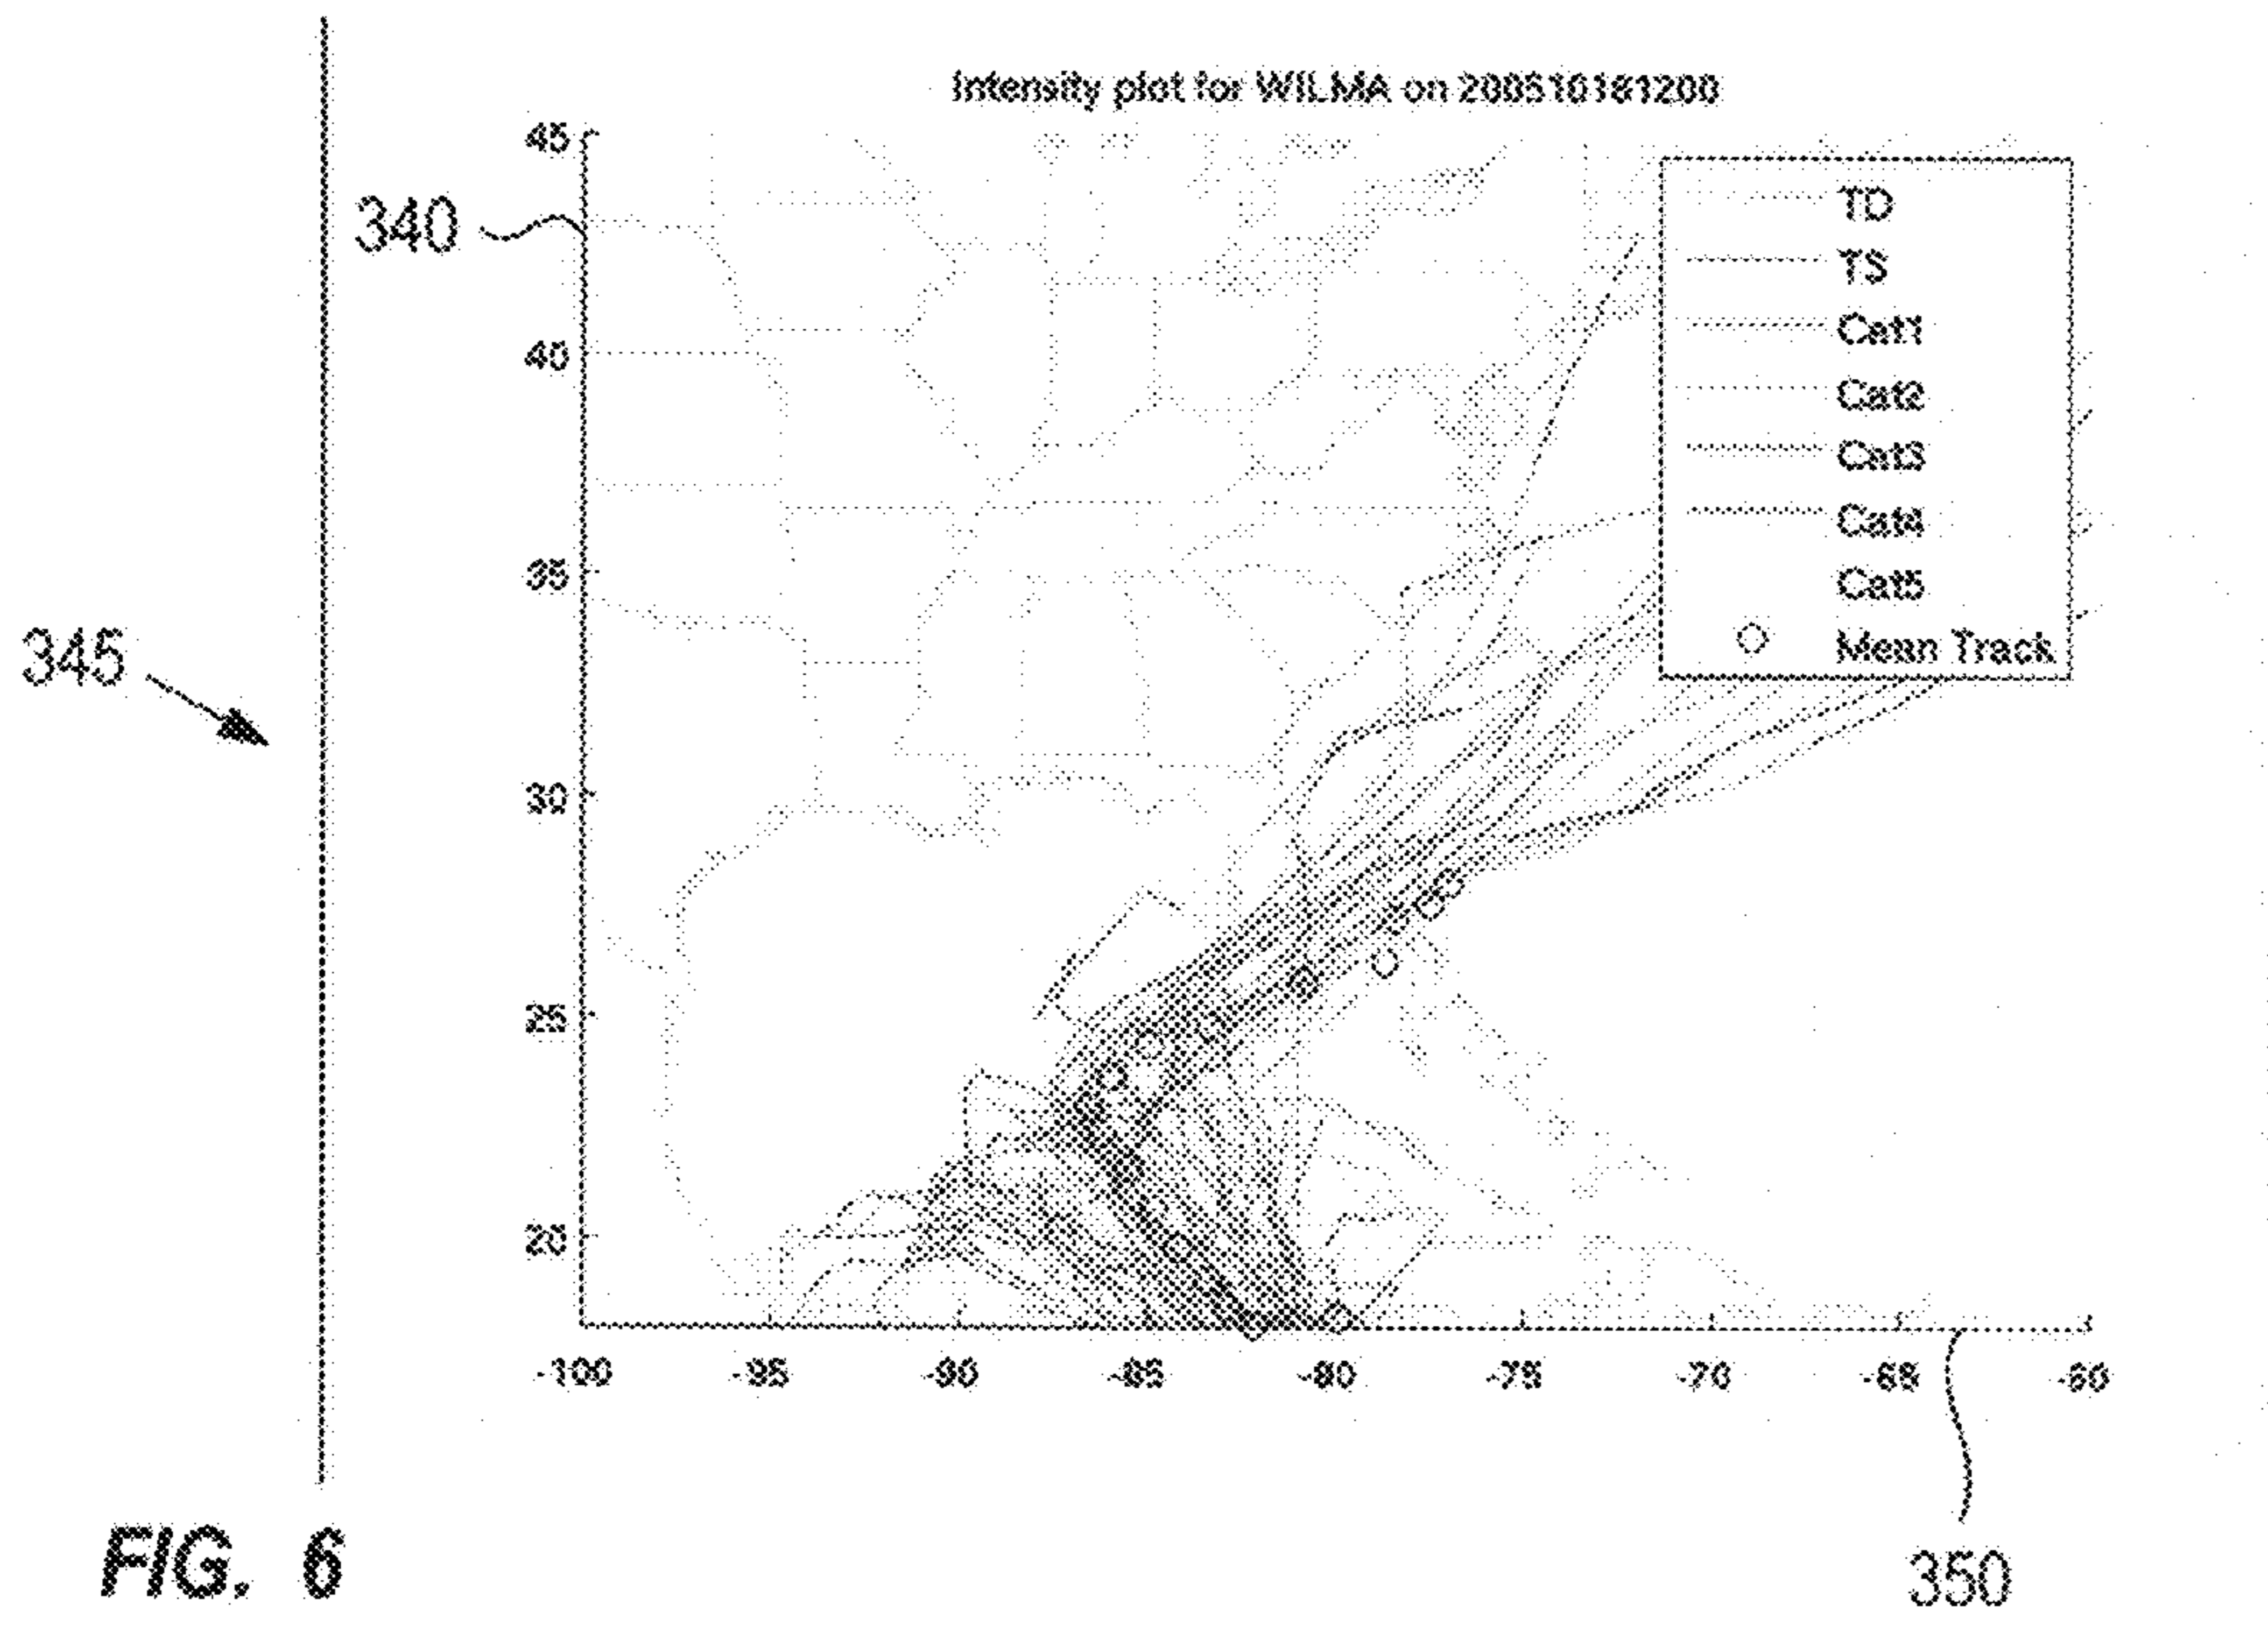 Intensity plot for WILMA on 200510181200
45
340
40
35
30
25
20
TD
TS
Cat1
Cat2
Cat3
Cat4
Cat5
Mean Track
345
-100 -95 -90 -85 -80 -75 -70 -65 -60
FIG. 6
350